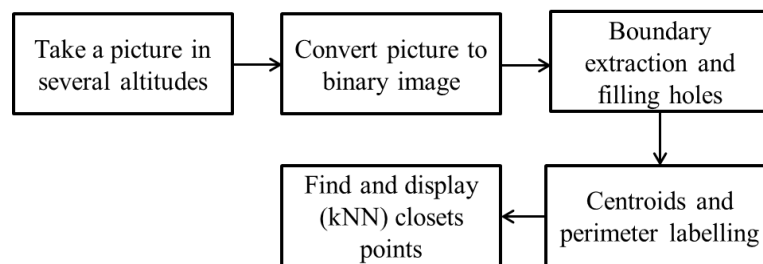 Take a picture in
several altitudes
Convert picture to
binary image
Boundary
extraction and
filling holes
Centroids and
perimeter labelling
Find and display
(kNN) closets
points